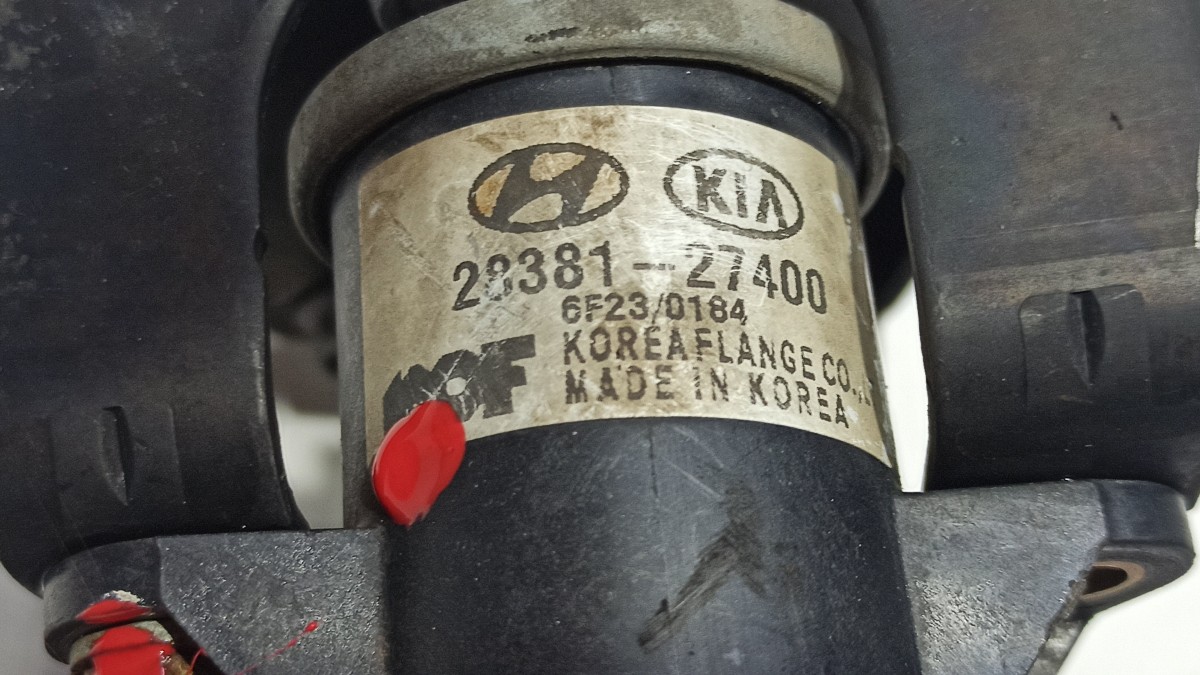 KIA
28381-27400
6F23/0184
KOREA FLANGE CO.,
MADE IN KOREA